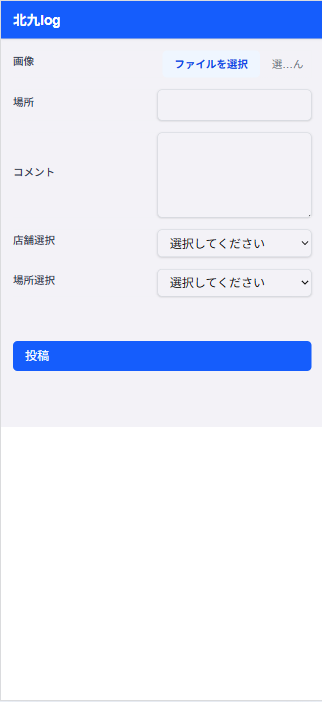 北九log
画像 ファイルを選択 選...ん
場所
コメント
店舗選択 選択してください
場所選択 選択してください
投稿